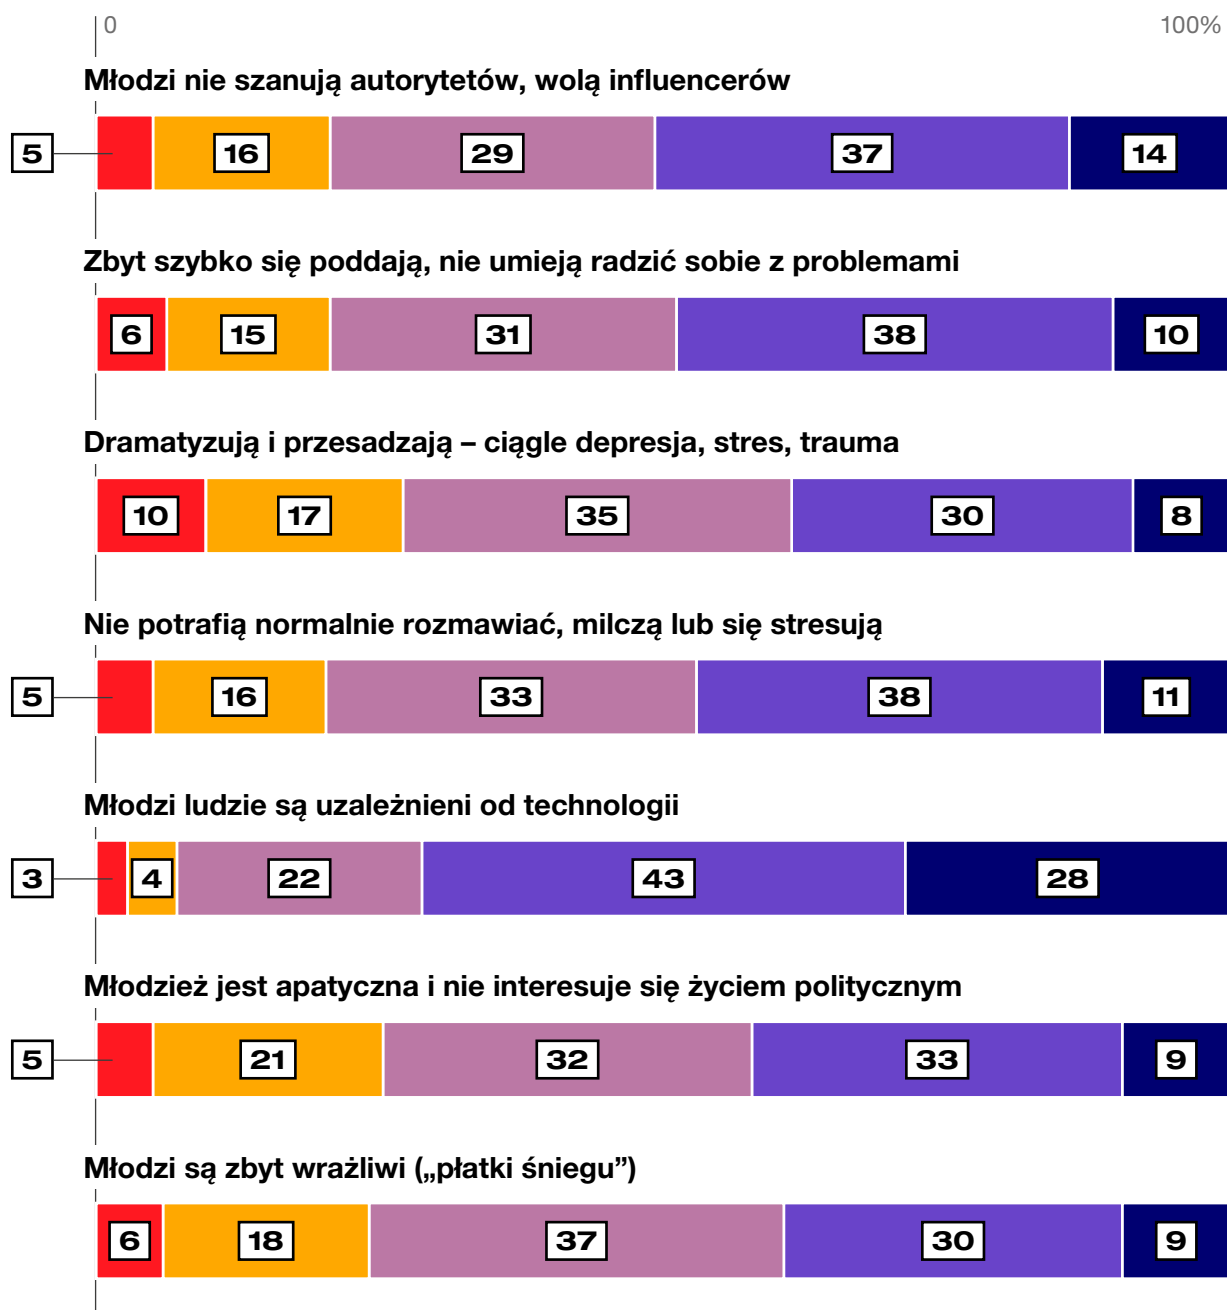 0 100%
Młodzi nie szanują autorytetów, wolą influencerów
5 16 29 37 14
Zbyt szybko się poddają, nie umieją radzić sobie z problemami
6 15 31 38 10
Dramatyzują i przesadzają – ciągle depresja, stres, trauma
10 17 35 30 8
Nie potrafią normalnie rozmawiać, milczą lub się stresują
5 16 33 38 11
Młodzi ludzie są uzależnieni od technologii
3 4 22 43 28
Młodzież jest apatyczna i nie interesuje się życiem politycznym
5 21 32 33 9
Młodzi są zbyt wrażliwi („płatki śniegu”)
6 18 37 30 9